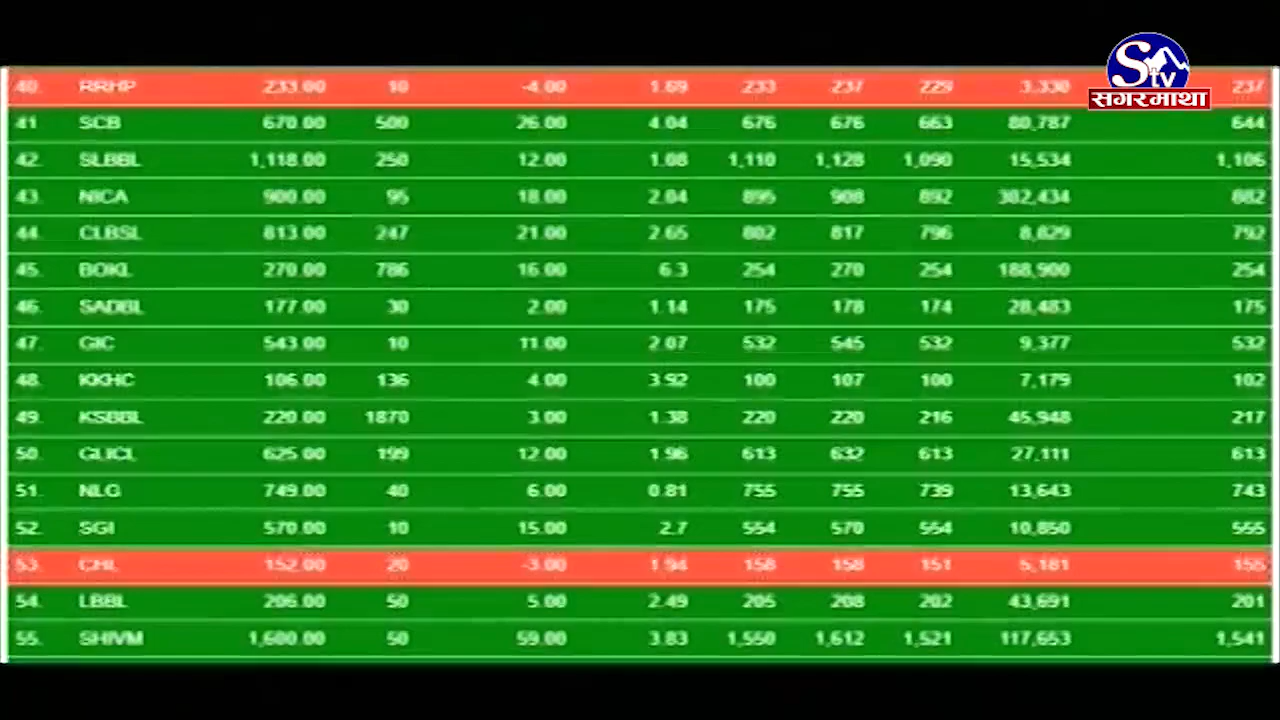 STV
सगरमाथा
40. RRHP 233.00 10 -4.00 1.69 233 237 229 3,330 237
41 SCB 670.00 500 26.00 4.04 676 676 663 80,787 644
42. SLBBL 1,118.00 250 12.00 1.08 1,110 1,128 1,090 15,534 1,106
43. NICA 900.00 95 18.00 2.04 895 908 892 302,434 882
44. CLBSL 813.00 247 21.00 2.65 802 817 796 8,829 792
45. BOKL 270.00 786 16.00 6.3 254 270 254 188,900 254
46. SADBL 177.00 30 2.00 1.14 175 178 174 28,483 175
47. GIC 543.00 10 11.00 2.07 532 545 532 9,377 532
48. KKHC 106.00 136 4.00 3.92 100 107 100 7,179 102
49. KSBBL 220.00 1870 3.00 1.38 220 220 216 45,948 217
50. GLICL 625.00 199 12.00 1.96 613 632 613 27,111 613
51. NLG 749.00 40 6.00 0.81 755 755 739 13,643 743
52. SGI 570.00 10 15.00 2.7 554 570 554 10,850 555
53. CHL 152.00 20 -3.00 1.94 158 158 151 5,181 155
54. LBBL 206.00 50 5.00 2.49 205 208 202 43,691 201
55. SHIVM 1,600.00 50 59.00 3.83 1,550 1,612 1,521 117,653 1,541